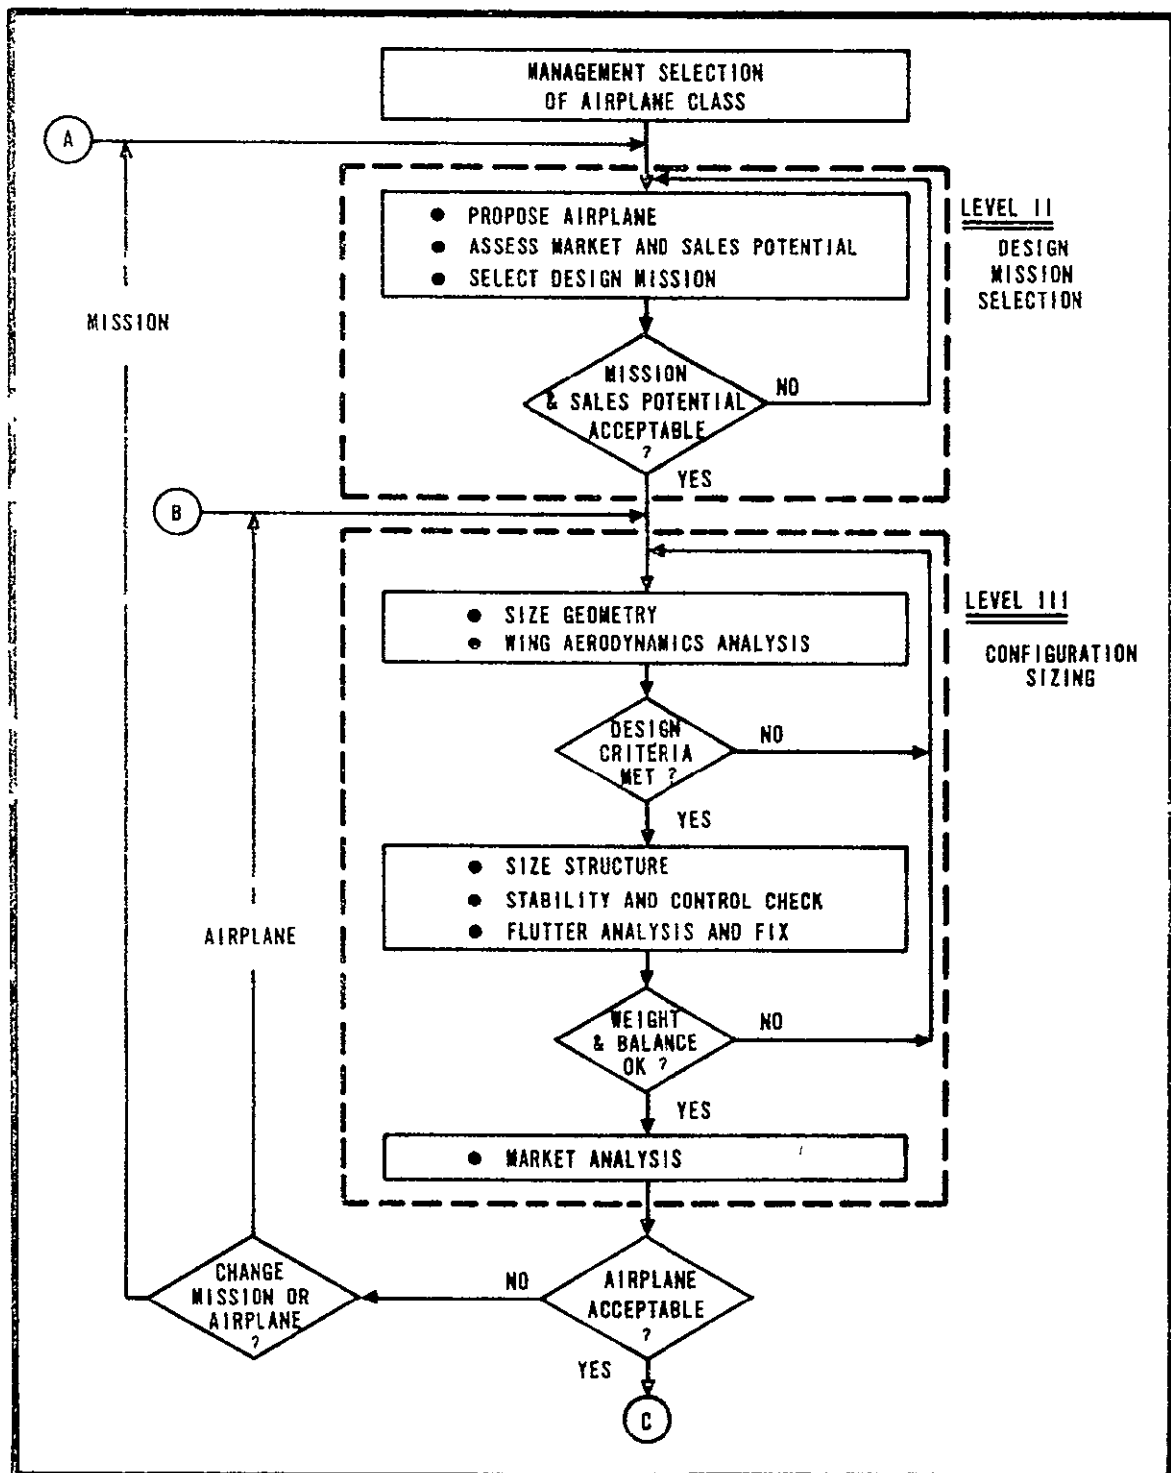 MANAGEMENT SELECTION
OF AIRPLANE CLASS
A
LEVEL II
DESIGN
MISSION
SELECTION
● PROPOSE AIRPLANE
● ASSESS MARKET AND SALES POTENTIAL
● SELECT DESIGN MISSION
MISSION
MISSION
& SALES POTENTIAL
ACCEPTABLE
?
NO
YES
B
LEVEL III
CONFIGURATION
SIZING
● SIZE GEOMETRY
● WING AERODYNAMICS ANALYSIS
DESIGN
CRITERIA
MET ?
NO
YES
● SIZE STRUCTURE
● STABILITY AND CONTROL CHECK
● FLUTTER ANALYSIS AND FIX
AIRPLANE
WEIGHT
& BALANCE
OK ?
NO
YES
● MARKET ANALYSIS
CHANGE
MISSION OR
AIRPLANE
?
NO
AIRPLANE
ACCEPTABLE
?
YES
C